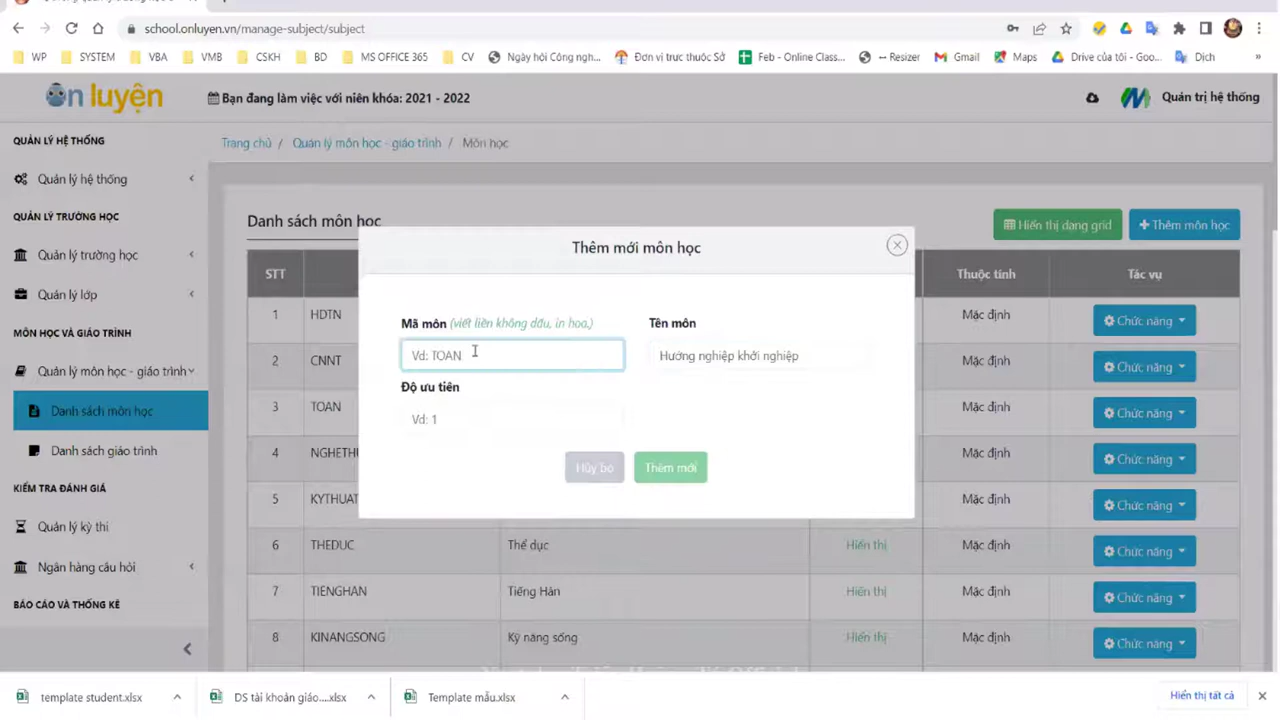 school.onluyen.vn/manage-subject/subject
WP SYSTEM VBA VMB CSKH BD MS OFFICE 365 CV Ngày hội Công ngh... Đơn vị trực thuộc Sở Feb - Online Class... -- Resizer Gmail Maps Drive của tôi - Goo... Dịch »
Ôn luyện
Bạn đang làm việc với niên khóa: 2021 - 2022
Quản trị hệ thống
QUẢN LÝ HỆ THỐNG
Quản lý hệ thống
QUẢN LÝ TRƯỜNG HỌC
Quản lý trường học
Quản lý lớp
MÔN HỌC VÀ GIÁO TRÌNH
Quản lý môn học - giáo trình
Danh sách môn học
Danh sách giáo trình
KIỂM TRA ĐÁNH GIÁ
Quản lý kỳ thi
Ngân hàng câu hỏi
BÁO CÁO VÀ THỐNG KÊ
Trang chủ / Quản lý môn học - giáo trình / Môn học
Danh sách môn học
Hiển thị dạng grid
Thêm môn học
STT Thuộc tính Tác vụ
1 HDTN Mặc định Chức năng
2 CNNT Mặc định Chức năng
3 TOAN Mặc định Chức năng
4 Mặc định Chức năng
5 Mặc định Chức năng
6 THEDUC Thể dục Hiển thị Mặc định Chức năng
7 TIENGHAN Tiếng Hàn Hiển thị Mặc định Chức năng
8 KINANGSONG Kỹ năng sống Hiển thị Mặc định Chức năng
Thêm mới môn học
Mã môn (viết liền không dấu, in hoa,)
Tên môn
Vd: TOAN
Hướng nghiệp khởi nghiệp
Độ ưu tiên
Vd: 1
Hủy bỏ
Thêm mới
template student.xlsx
DS tài khoản giáo....xlsx
Template mẫu.xlsx
Hiển thị tất cả